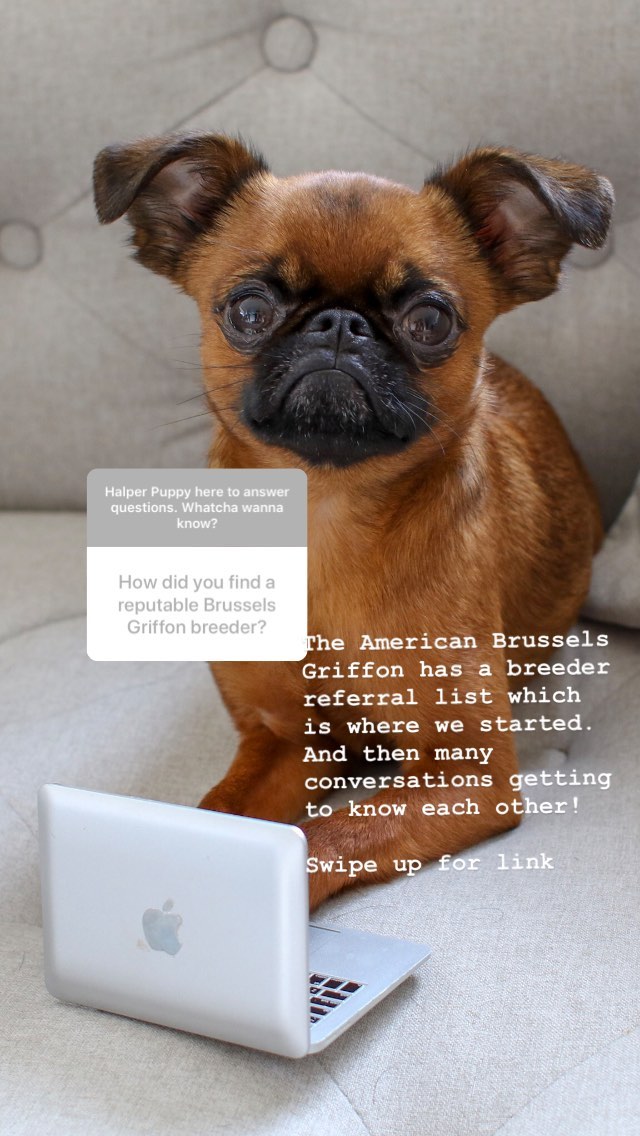 Halper Puppy here to answer
questions. Whatcha wanna
know?
How did you find a
reputable Brussels
Griffon breeder?
The American Brussels
Griffon has a breeder
referral list which
is where we started.
And then many
conversations getting
to know each other!
Swipe up for link